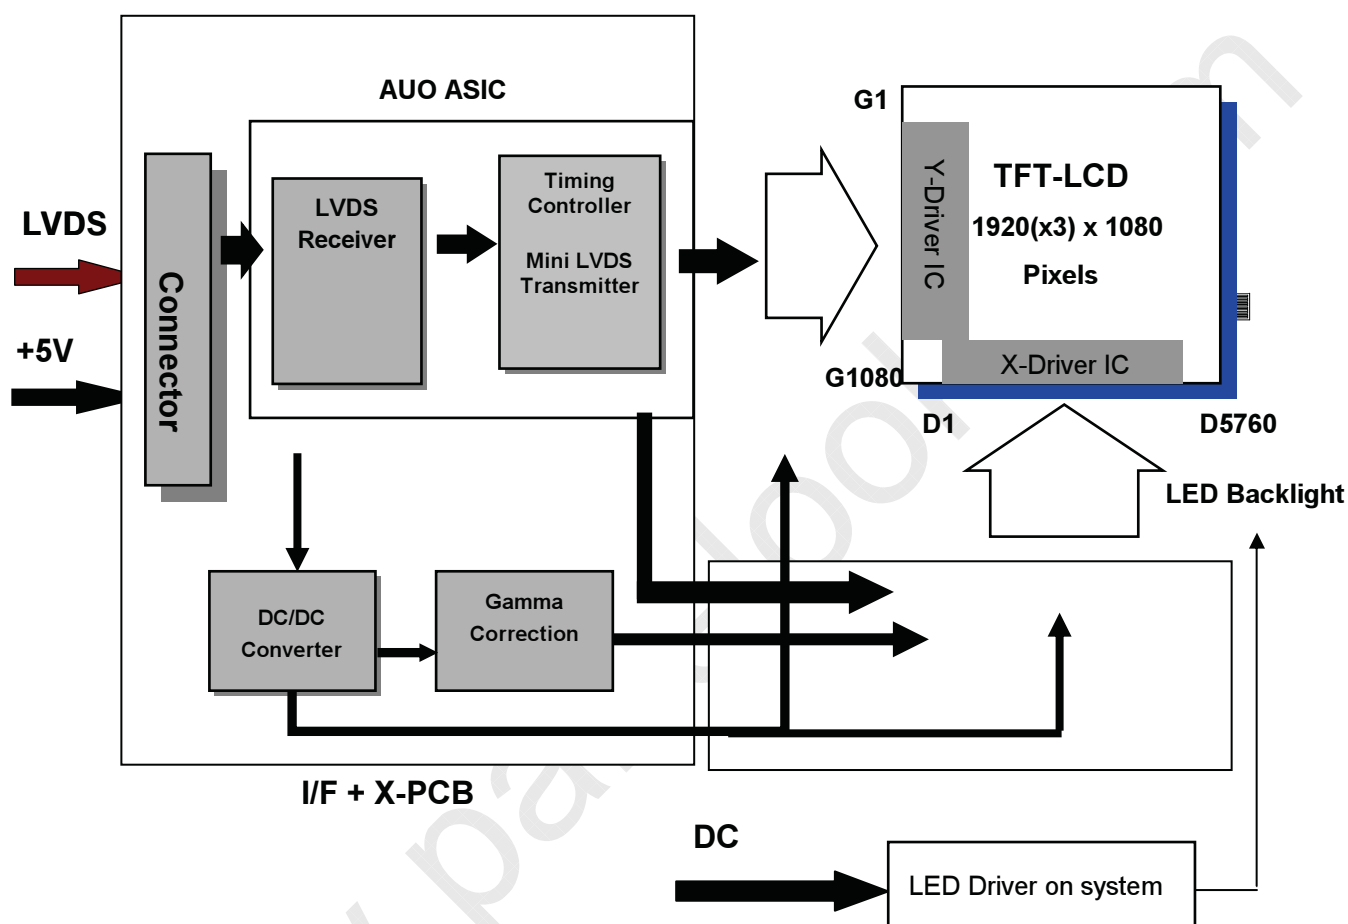 AUO ASIC
G1
LVDS
+5V
Connector
LVDS
Receiver
Timing
Controller
Mini LVDS
Transmitter
Y-Driver IC
TFT-LCD
1920(x3) x 1080
Pixels
X-Driver IC
G1080
D1
D5760
LED Backlight
DC/DC
Converter
Gamma
Correction
I/F + X-PCB
DC
LED Driver on system